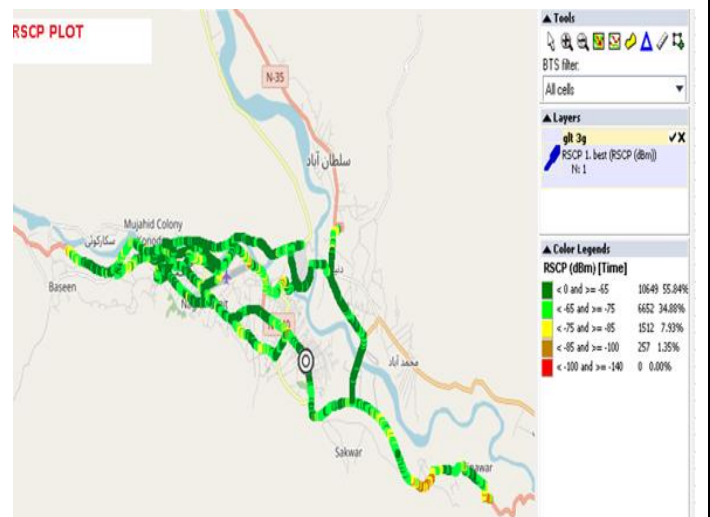 RSCP PLOT
N-35
سلطان آباد
Mujahid Colony
سکارکوئی
Baseen
محمد آباد
Sakwar
▲ Tools
BTS filter:
All cells
▲ Layers
glt 3g
RSCP 1. best (RSCP (dBm))
N: 1
▲ Color Legends
RSCP (dBm) [Time]
< 0 and >= -65 10649 55.84%
< -65 and >= -75 6652 34.88%
< -75 and >= -85 1512 7.93%
< -85 and >= -100 257 1.35%
< -100 and >= -140 0 0.00%